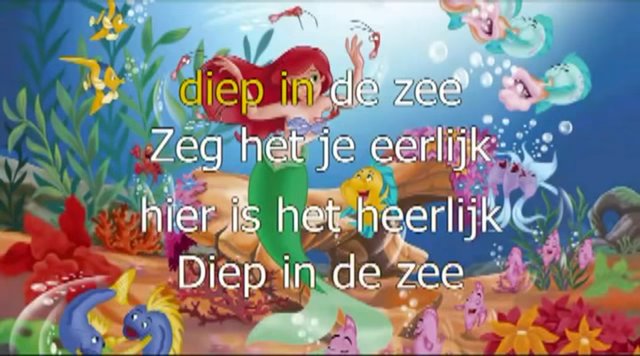 diep in de zee
Zeg het je eerlijk
hier is het heerlijk
Diep in de zee